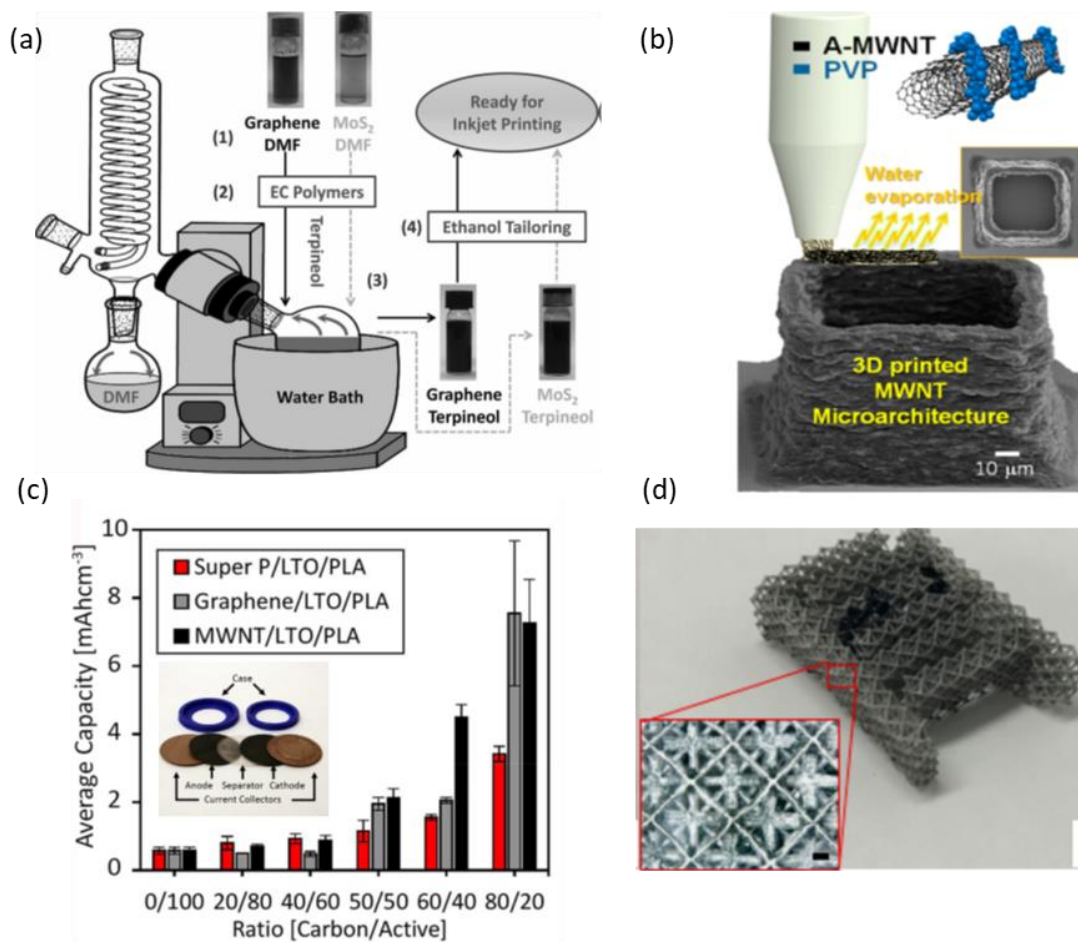 (a)
Graphene
DMF
MoS₂
DMF
(1)
(2)
EC Polymers
Terpineol
(3)
(4)
Ethanol Tailoring
Ready for
Inkjet Printing
DMF
Water Bath
Graphene
Terpineol
MoS₂
Terpineol
(b)
A-MWNT
PVP
Water
evaporation
3D printed
MWNT
Microarchitecture
10 μm
(c)
Average Capacity [mAhcm⁻³]
10
8
6
4
2
0
Super P/LTO/PLA
Graphene/LTO/PLA
MWNT/LTO/PLA
Case
Anode Separator Cathode
Current Collectors
0/100 20/80 40/60 50/50 60/40 80/20
Ratio [Carbon/Active]
(d)